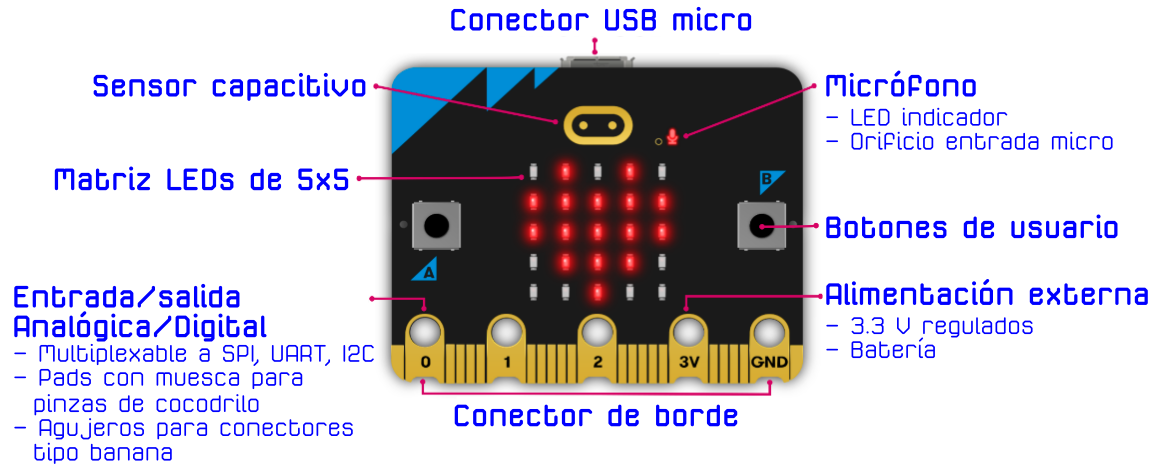 Conector USB micro
Sensor capacitivo
Micrófono
- LED indicador
- Orificio entrada micro
Matriz LEDs de 5x5
B
Botones de usuario
A
Entrada/salida
Analógica/Digital
- Multiplexable a SPI, UART, I2C
- Pads con muesca para
pinzas de cocodrilo
- Agujeros para conectores
tipo banana
Alimentación externa
- 3.3 V regulados
- Batería
0 1 2 3V GND
Conector de borde